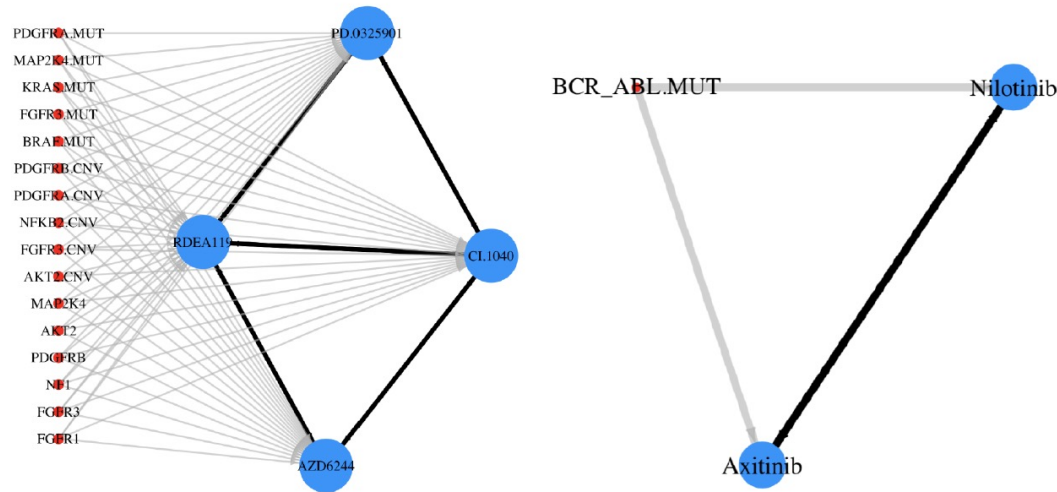 PDGFRA.MUT
MAP2K4.MUT
KRAS.MUT
FGFR3.MUT
BRAF.MUT
PDGFRB.CNV
PDGFRA.CNV
NFKB2.CNV
FGFR3.CNV
AKT2.CNV
MAP2K4
AKT2
PDGFRB
NF1
FGFR3
FGFR1
PD.0325901
RDEA119
CI.1040
AZD6244
BCR_ABL.MUT
Nilotinib
Axitinib